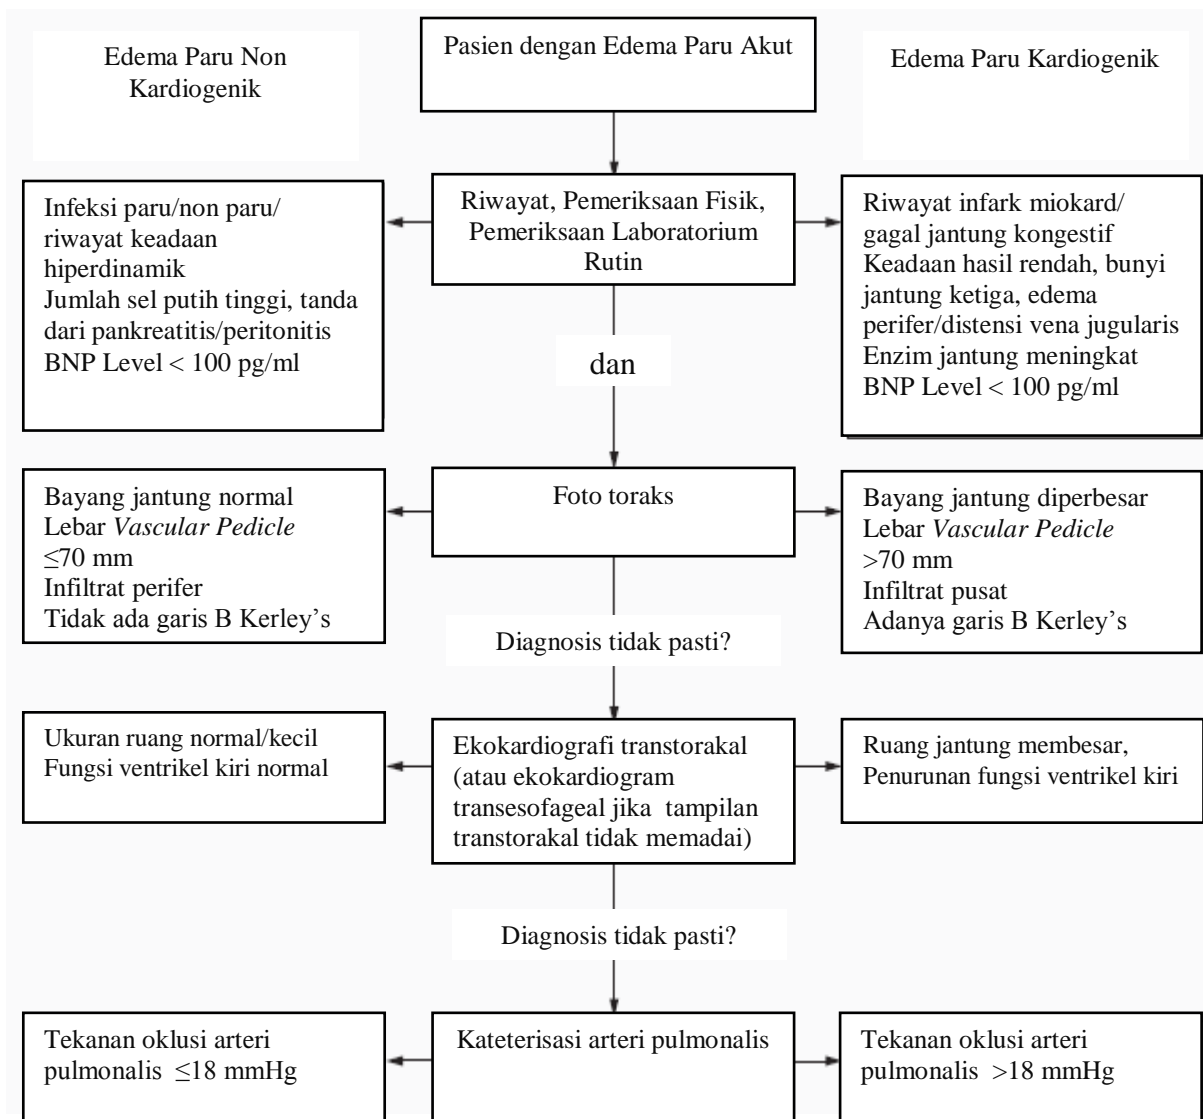 Edema Paru Non
Kardiogenik
Pasien dengan Edema Paru Akut
Edema Paru Kardiogenik
Infeksi paru/non paru/
riwayat keadaan
hiperdinamik
Jumlah sel putih tinggi, tanda
dari pankreatitis/peritonitis
BNP Level < 100 pg/ml
Riwayat, Pemeriksaan Fisik,
Pemeriksaan Laboratorium
Rutin
Riwayat infark miokard/
gagal jantung kongestif
Keadaan hasil rendah, bunyi
jantung ketiga, edema
perifer/distensi vena jugularis
Enzim jantung meningkat
BNP Level < 100 pg/ml
dan
Bayang jantung normal
Lebar Vascular Pedicle
≤70 mm
Infiltrat perifer
Tidak ada garis B Kerley’s
Foto toraks
Bayang jantung diperbesar
Lebar Vascular Pedicle
>70 mm
Infiltrat pusat
Adanya garis B Kerley’s
Diagnosis tidak pasti?
Ukuran ruang normal/kecil
Fungsi ventrikel kiri normal
Ekokardiografi transtorakal
(atau ekokardiogram
transesofageal jika tampilan
transtorakal tidak memadai)
Ruang jantung membesar,
Penurunan fungsi ventrikel kiri
Diagnosis tidak pasti?
Tekanan oklusi arteri
pulmonalis ≤18 mmHg
Kateterisasi arteri pulmonalis
Tekanan oklusi arteri
pulmonalis >18 mmHg